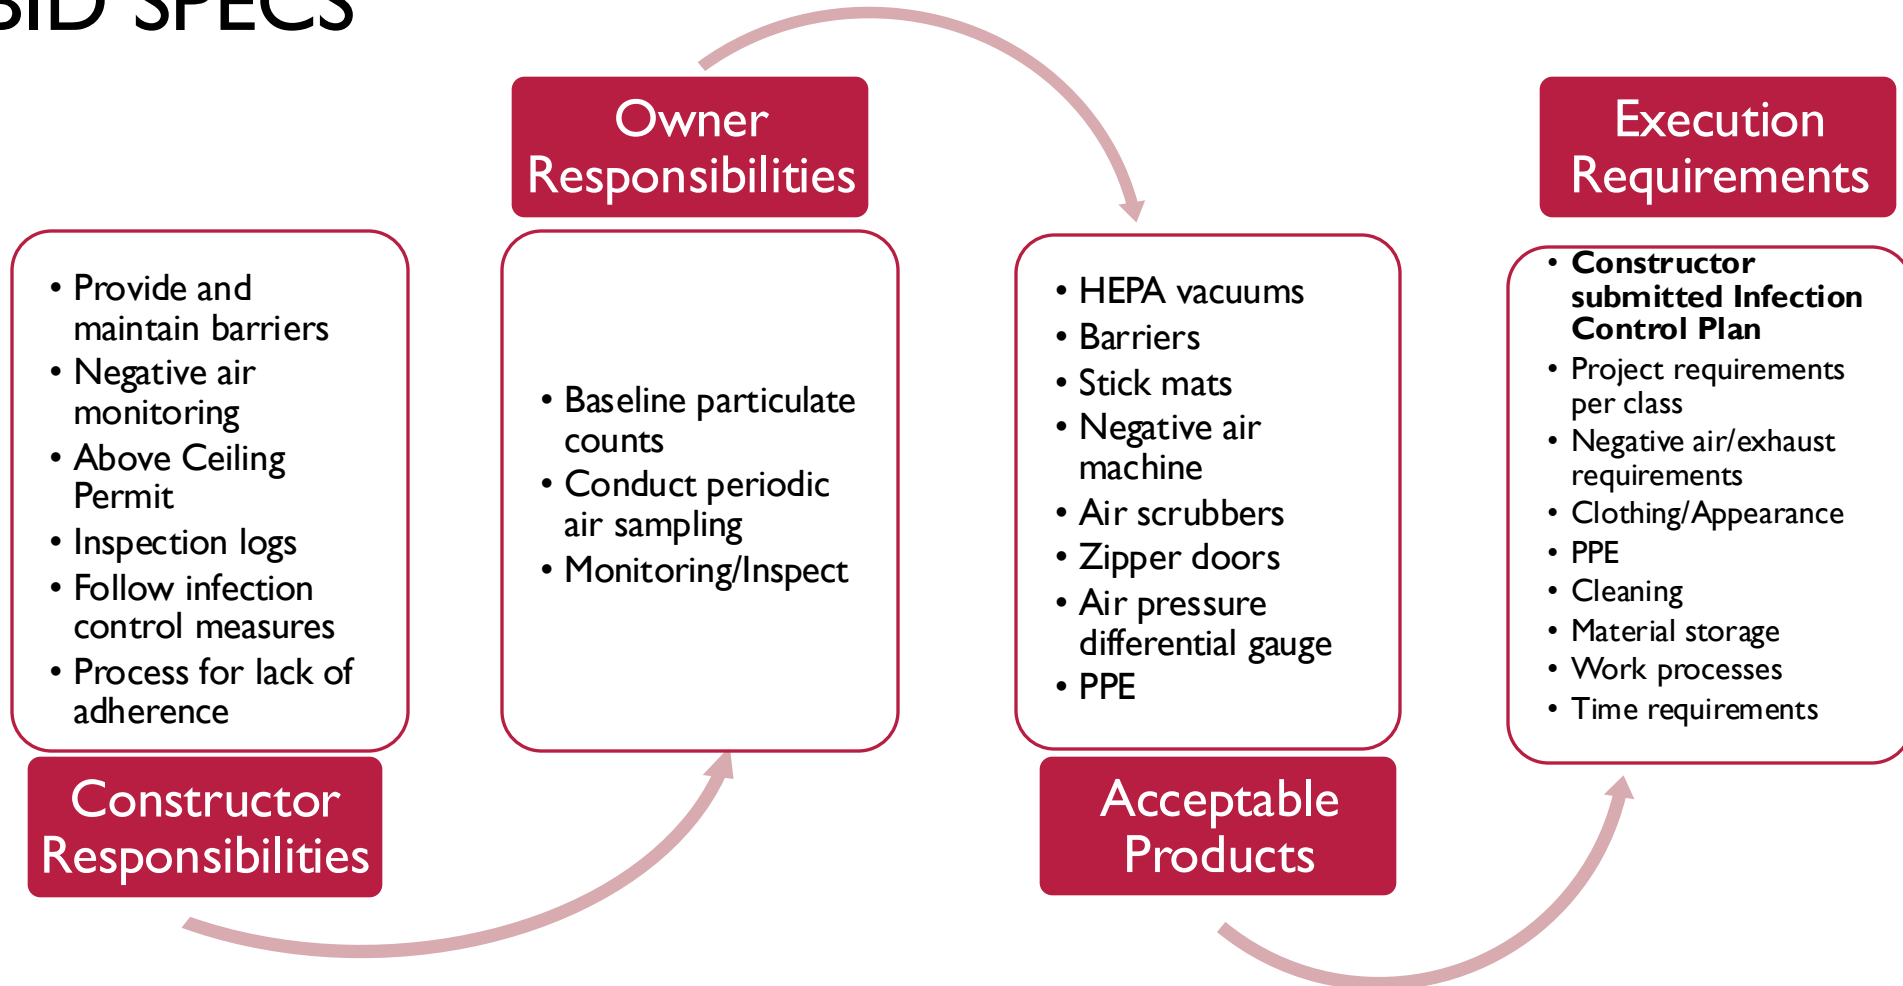 BID SPECS
• Provide and
maintain barriers
• Negative air
monitoring
• Above Ceiling
Permit
• Inspection logs
• Follow infection
control measures
• Process for lack of
adherence
Constructor
Responsibilities
Owner
Responsibilities
• Baseline particulate
counts
• Conduct periodic
air sampling
• Monitoring/Inspect
• HEPA vacuums
• Barriers
• Stick mats
• Negative air
machine
• Air scrubbers
• Zipper doors
• Air pressure
differential gauge
• PPE
Acceptable
Products
Execution
Requirements
• Constructor
submitted Infection
Control Plan
• Project requirements
per class
• Negative air/exhaust
requirements
• Clothing/Appearance
• PPE
• Cleaning
• Material storage
• Work processes
• Time requirements